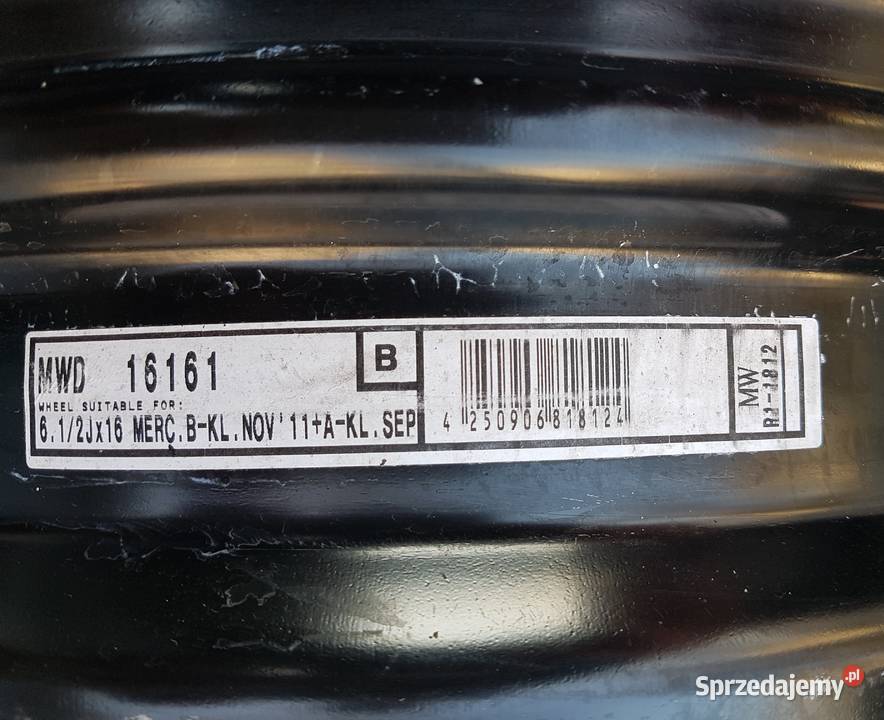 MWD 16161
B
WHEEL SUITABLE FOR:
6.1/2Jx16 MERC.B-KL.NOV'11+A-KL.SEP
4 250906 818124
MW
R1-1812
Sprzedajemy.pl